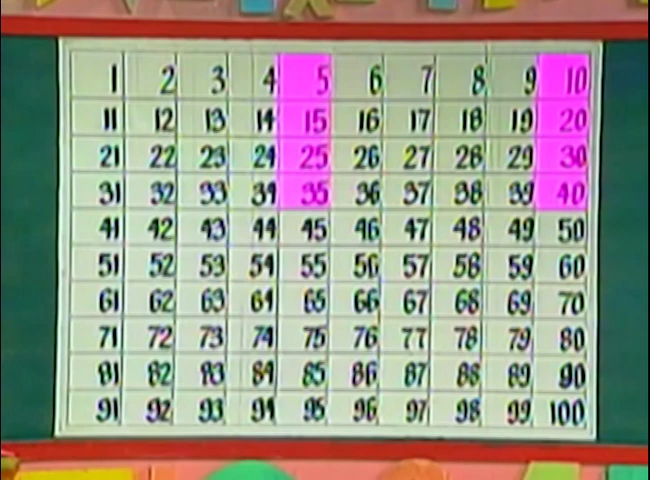 1 2 3 4 5 6 7 8 9 10
11 12 13 14 15 16 17 18 19 20
21 22 23 24 25 26 27 28 29 30
31 32 33 34 35 36 37 38 39 40
41 42 43 44 45 46 47 48 49 50
51 52 53 54 55 56 57 58 59 60
61 62 63 64 65 66 67 68 69 70
71 72 73 74 75 76 77 78 79 80
81 82 83 84 85 86 87 88 89 90
91 92 93 94 95 96 97 98 99 100